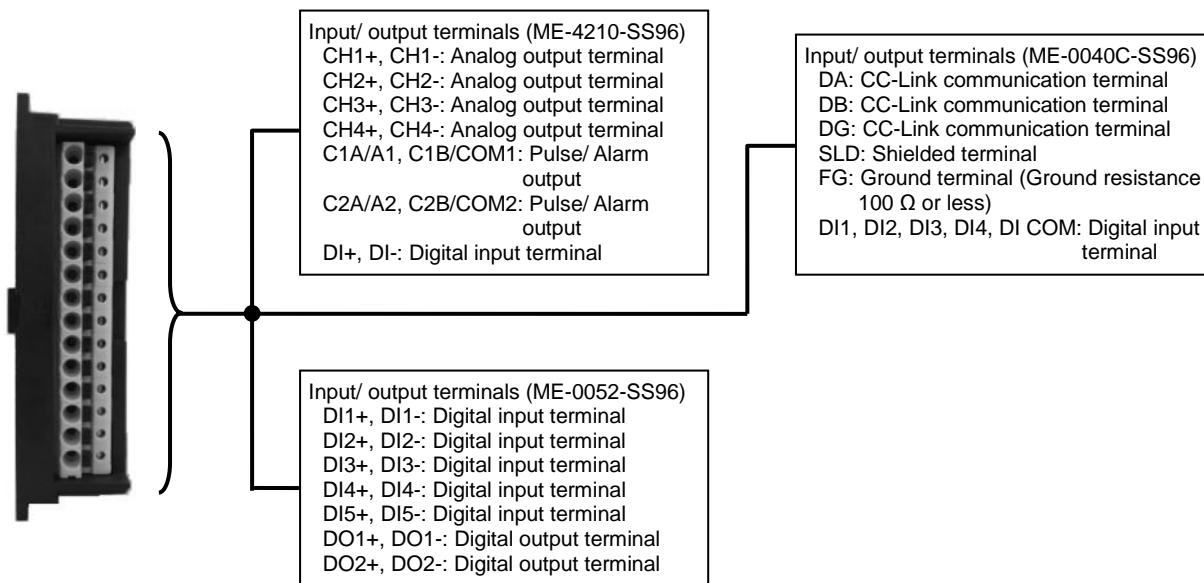 Input/ output terminals (ME-4210-SS96)
CH1+, CH1-: Analog output terminal
CH2+, CH2-: Analog output terminal
CH3+, CH3-: Analog output terminal
CH4+, CH4-: Analog output terminal
C1A/A1, C1B/COM1: Pulse/ Alarm
output
C2A/A2, C2B/COM2: Pulse/ Alarm
output
DI+, DI-: Digital input terminal
Input/ output terminals (ME-0040C-SS96)
DA: CC-Link communication terminal
DB: CC-Link communication terminal
DG: CC-Link communication terminal
SLD: Shielded terminal
FG: Ground terminal (Ground resistance
100 Ω or less)
DI1, DI2, DI3, DI4, DI COM: Digital input
terminal
Input/ output terminals (ME-0052-SS96)
DI1+, DI1-: Digital input terminal
DI2+, DI2-: Digital input terminal
DI3+, DI3-: Digital input terminal
DI4+, DI4-: Digital input terminal
DI5+, DI5-: Digital input terminal
DO1+, DO1-: Digital output terminal
DO2+, DO2-: Digital output terminal